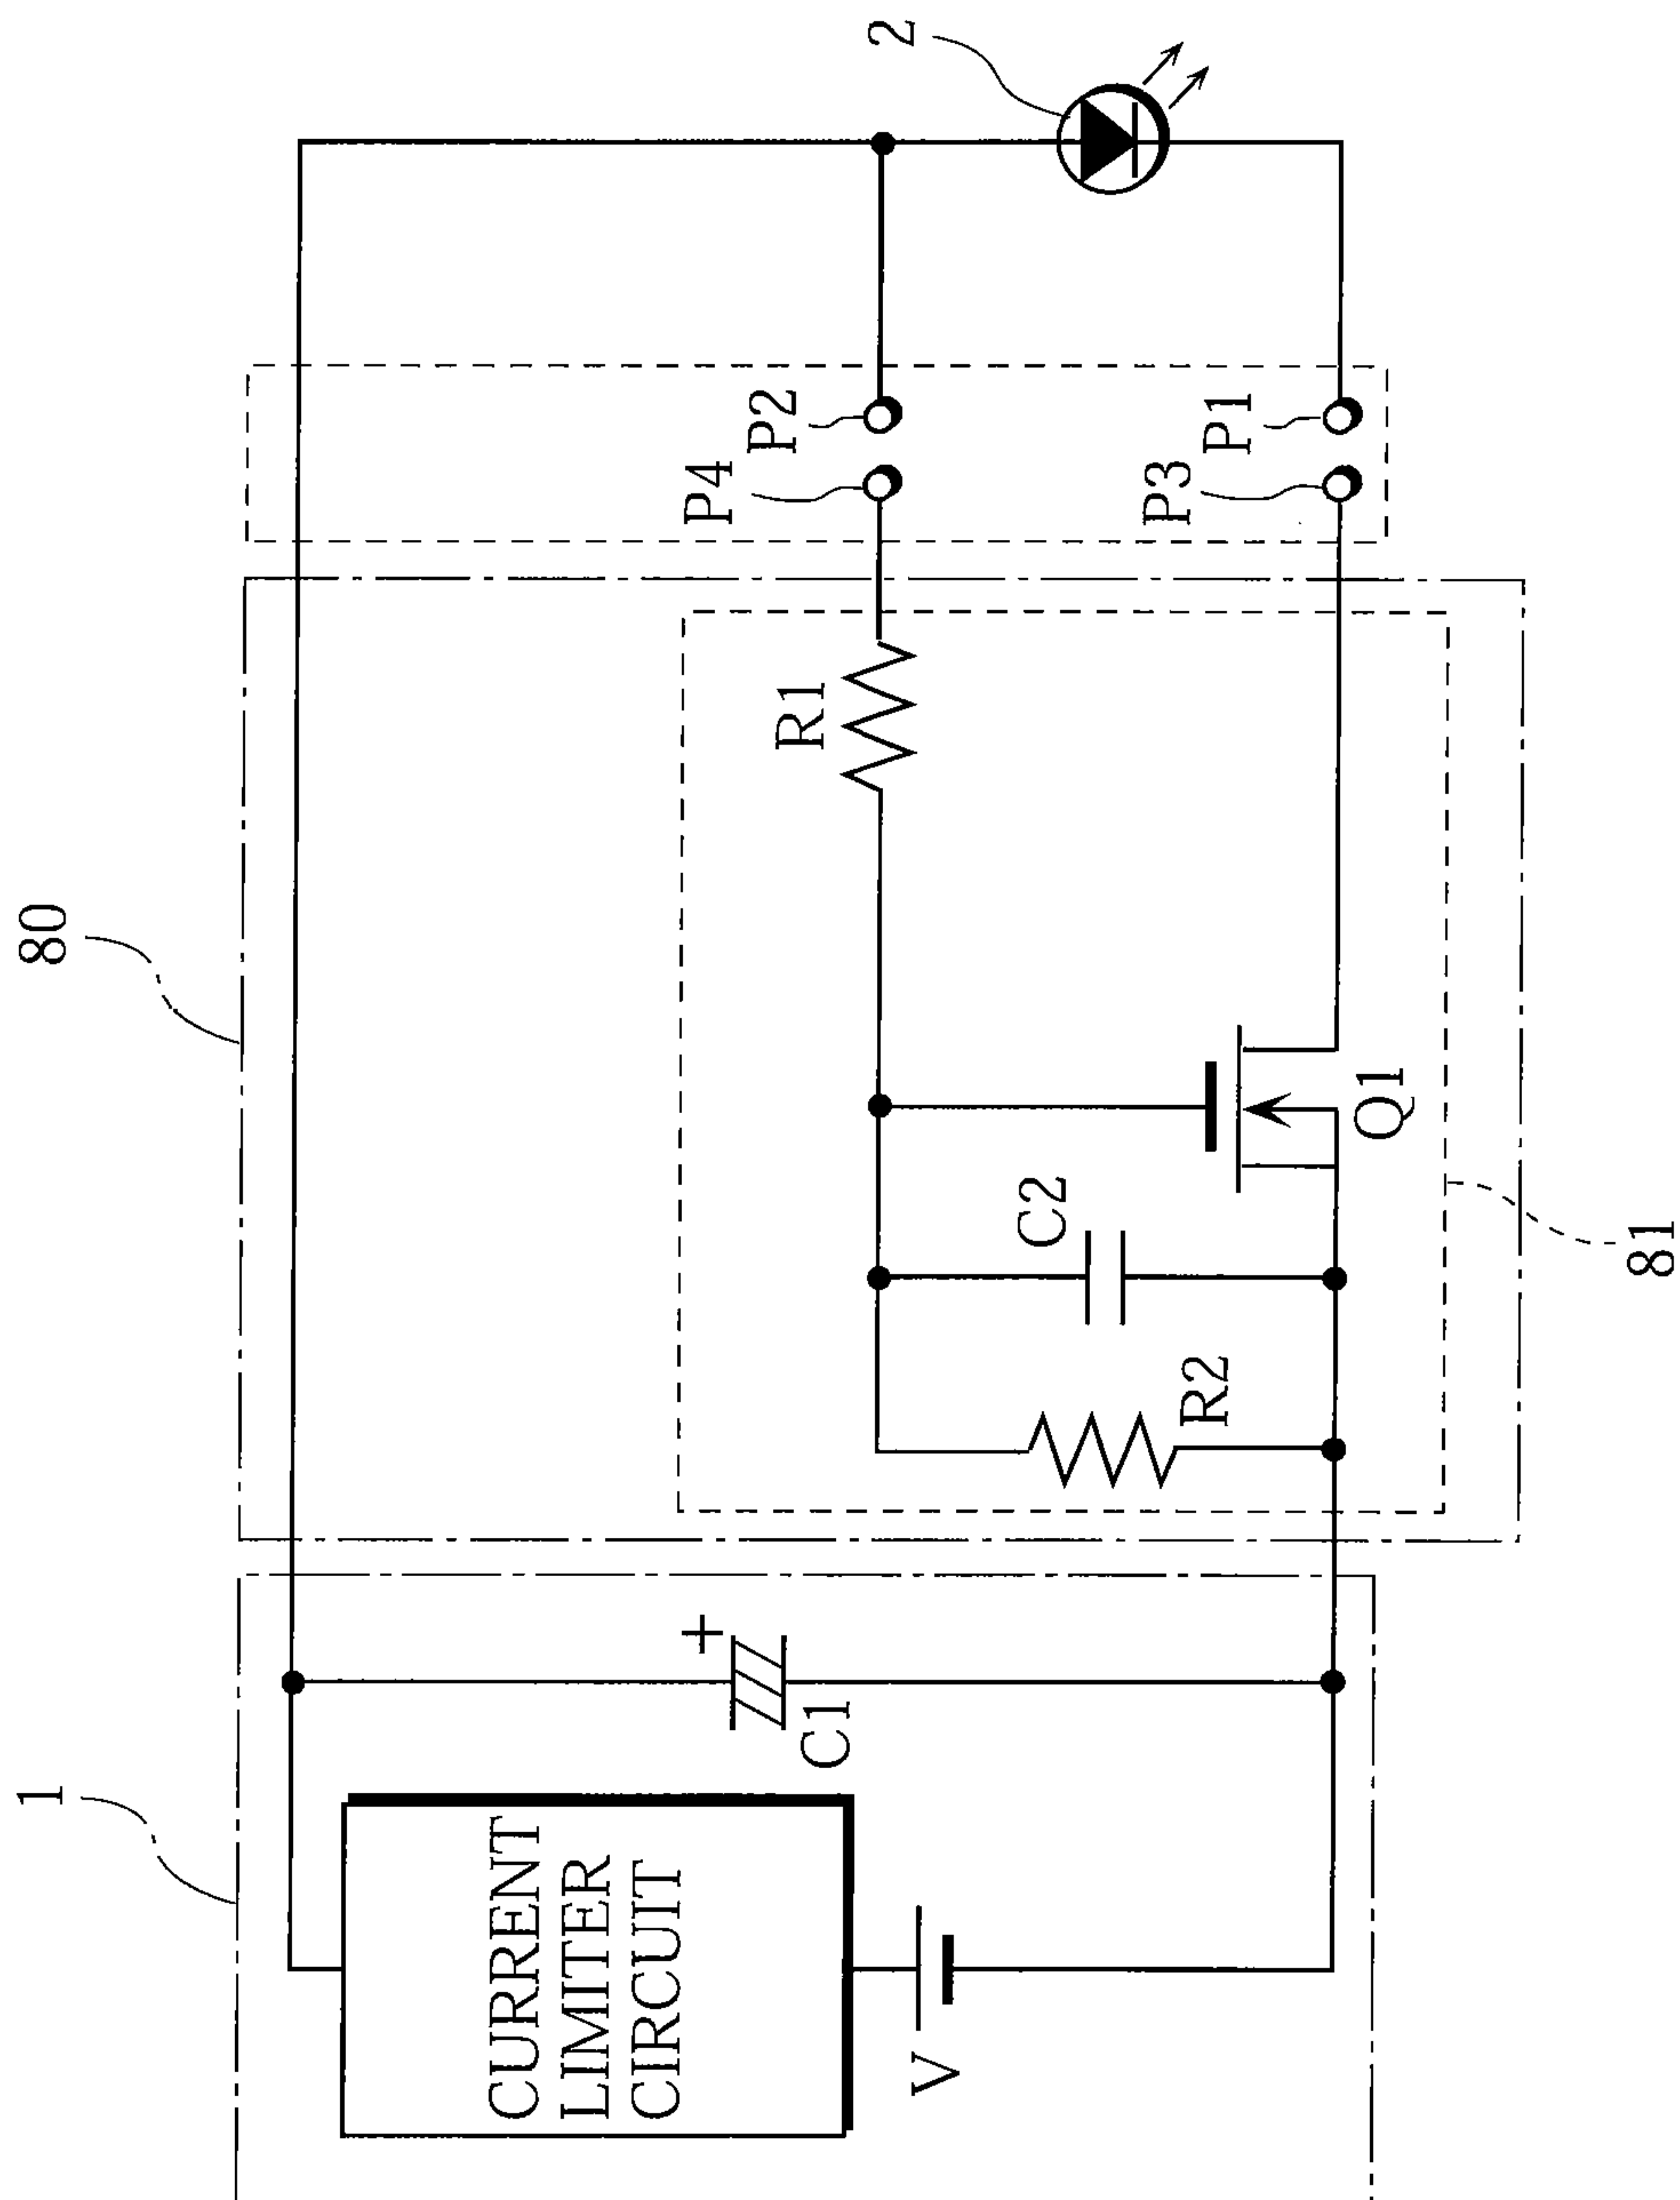 1
80
2
CURRENT
LIMITER
CIRCUIT
+
C1
V
R2
C2
Q1
R1
P4
P2
P3
P1
81